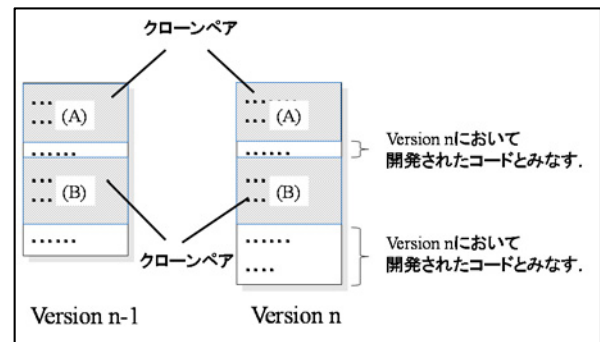 クローンペア
...
... (A)
......
...
... (B)
......
クローンペア
Version n-1
...... 
... (A)
......
...
... (B)
......
....
Version n
Version nにおいて
開発されたコードとみなす.
Version nにおいて
開発されたコードとみなす.